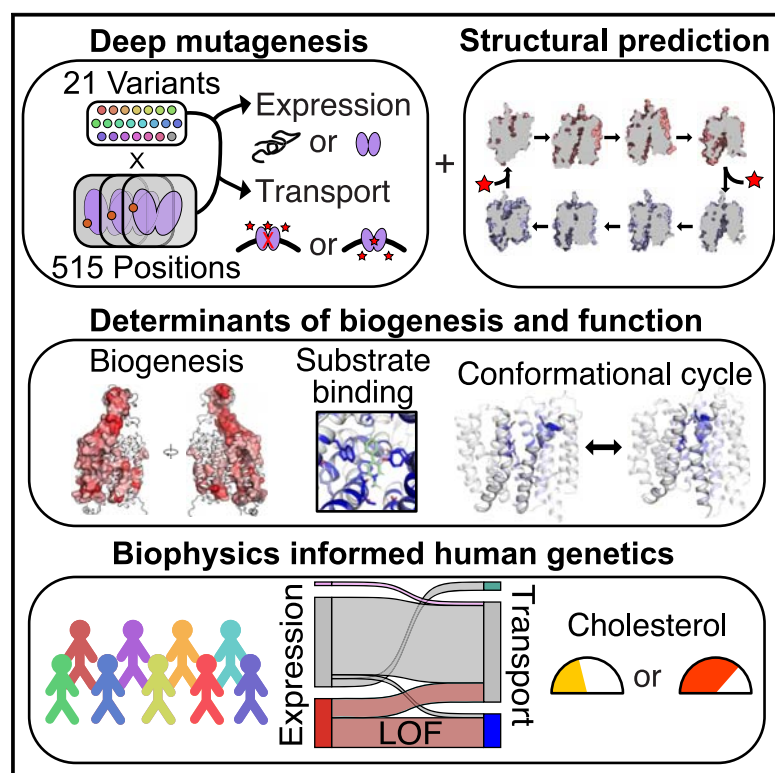 Deep mutagenesis
21 Variants
X
515 Positions
Expression
or
Transport
or
+
Structural prediction
Determinants of biogenesis and function
Biogenesis
Substrate
binding
Conformational cycle
Biophysics informed human genetics
Expression
LOF
Transport
Cholesterol
or